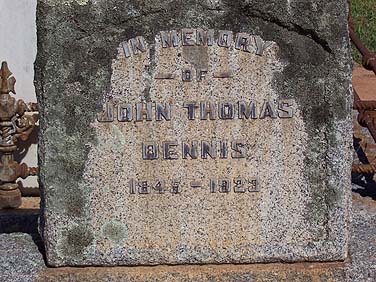 IN MEMORY
— OF —
JOHN THOMAS
DENNIS
1845 - 1923